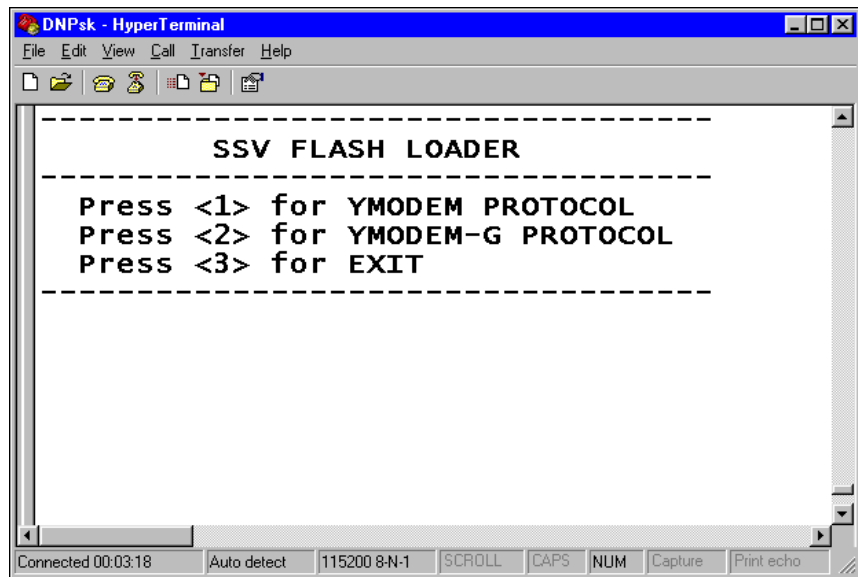 DNPsk - HyperTerminal
File Edit View Call Transfer Help
-----------------------------------
SSV FLASH LOADER
-----------------------------------
Press <1> for YMODEM PROTOCOL
Press <2> for YMODEM-G PROTOCOL
Press <3> for EXIT
-----------------------------------
Connected 00:03:18 Auto detect 115200 8-N-1 SCROLL CAPS NUM Capture Print echo